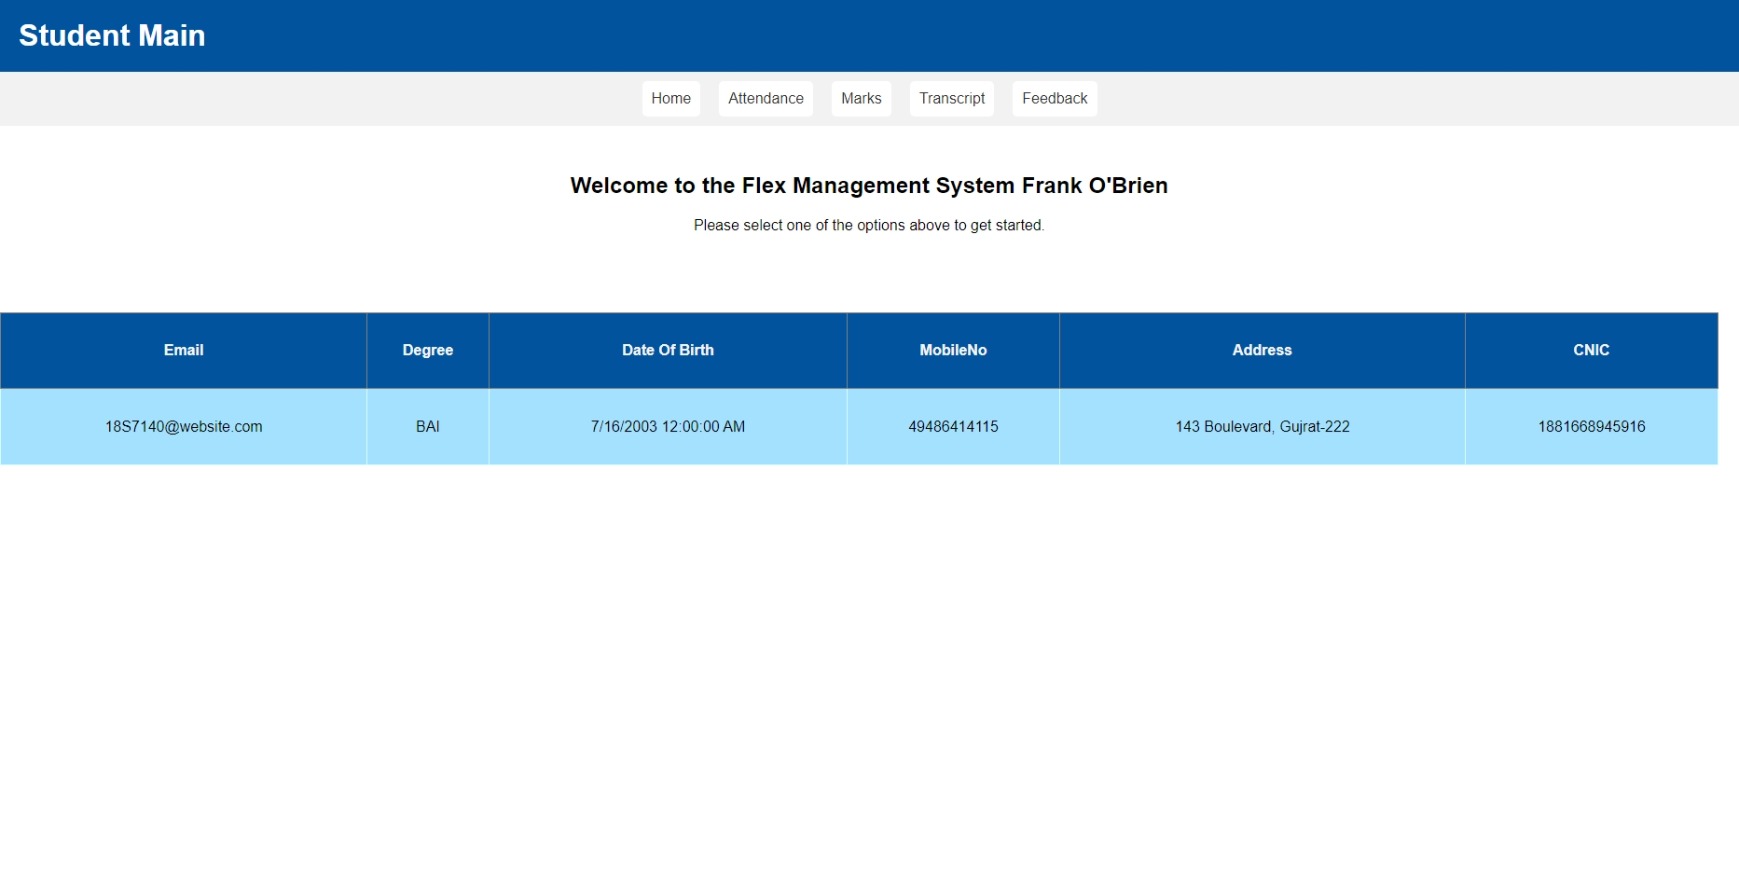 Student Main
Home Attendance Marks Transcript Feedback
Welcome to the Flex Management System Frank O'Brien
Please select one of the options above to get started.
Email Degree Date Of Birth MobileNo Address CNIC
18S7140@website.com BAI 7/16/2003 12:00:00 AM 49486414115 143 Boulevard, Gujrat-222 1881668945916